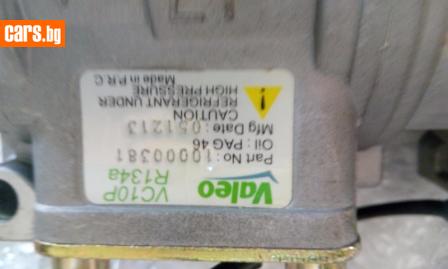 cars.bg
Valeo
VC10P
R134a
Part No: 10000381
Oil: PAG 46
Mfg Date: 051213
CAUTION
REFRIGERANT UNDER
HIGH PRESSURE
Made in P.R.C